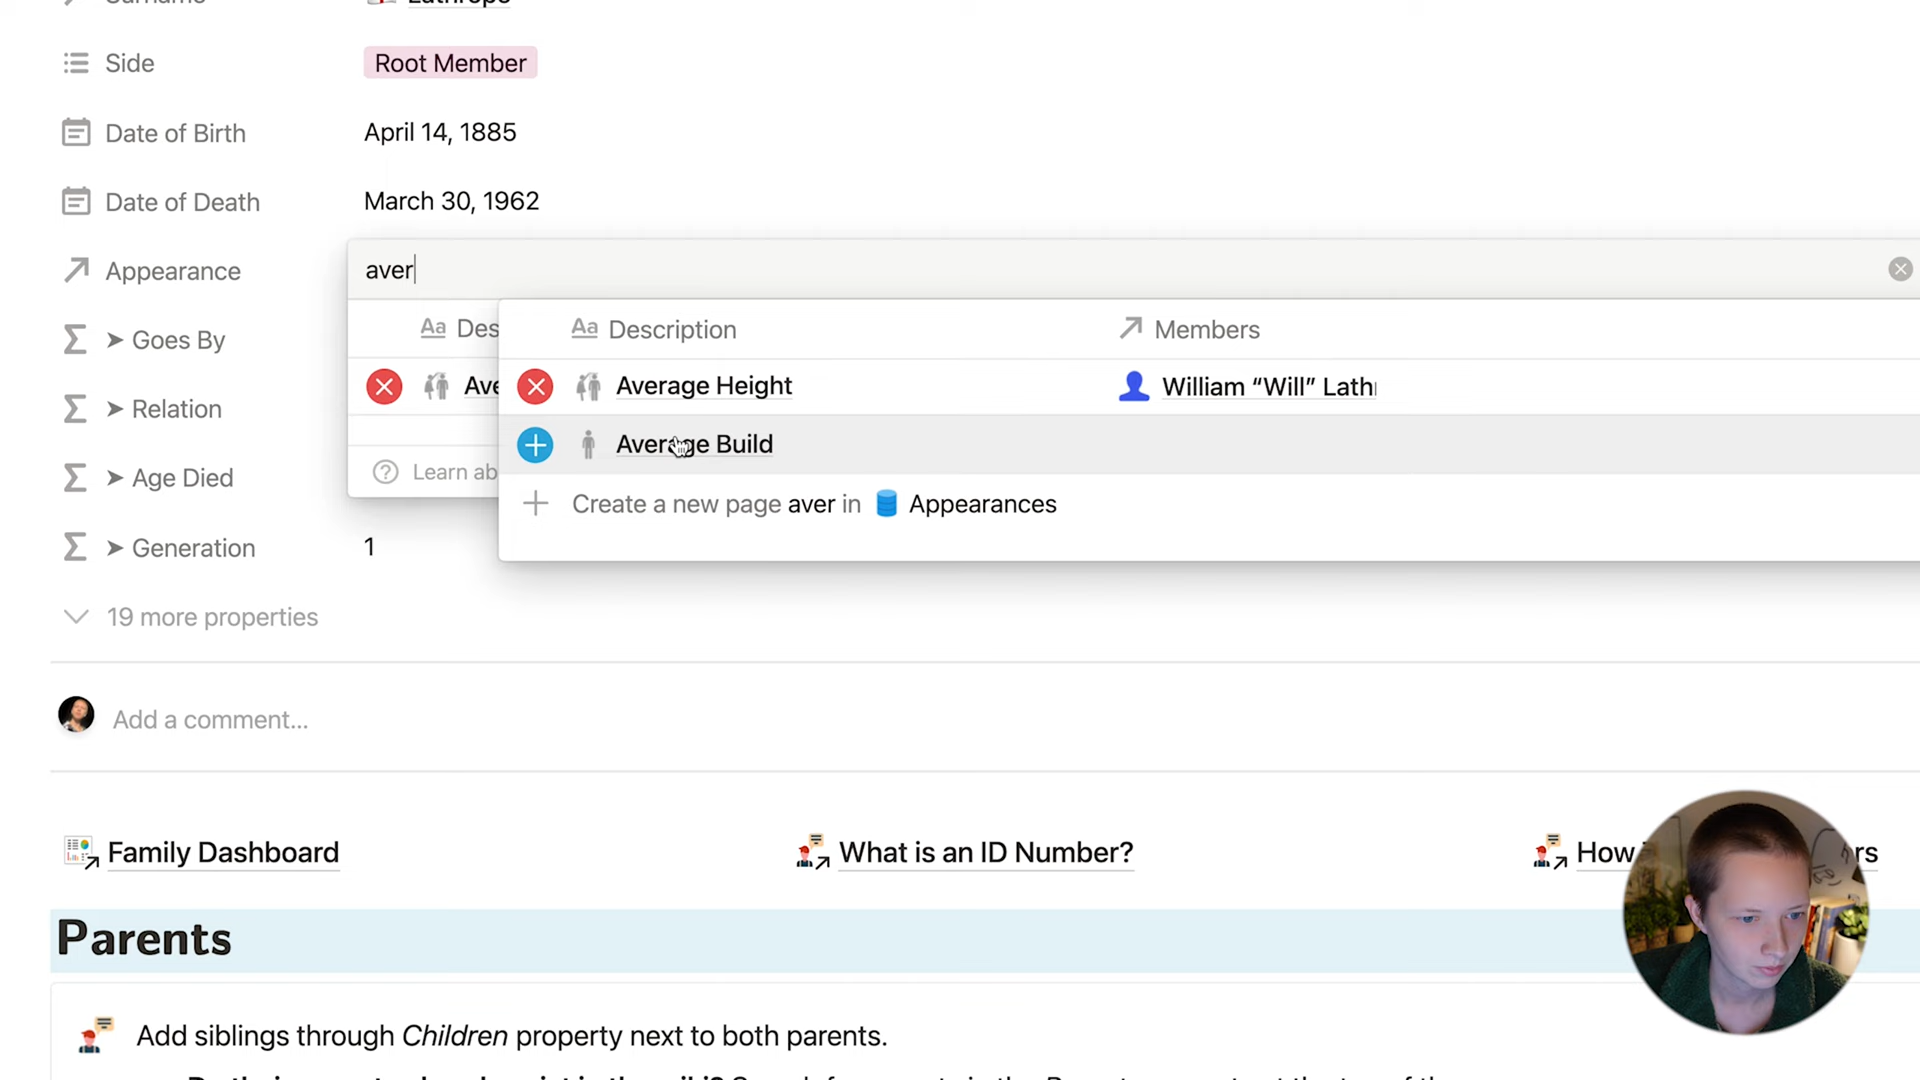 Side Root Member
Date of Birth April 14, 1885
Date of Death March 30, 1962
Appearance aver
Aa Des Aa Description Members
Ave Average Height William “Will” Lath
Average Build
Learn ab
Create a new page aver in Appearances
➤ Goes By
➤ Relation
➤ Age Died
➤ Generation 1
19 more properties
Add a comment...
Family Dashboard What is an ID Number? How
Parents
Add siblings through Children property next to both parents.